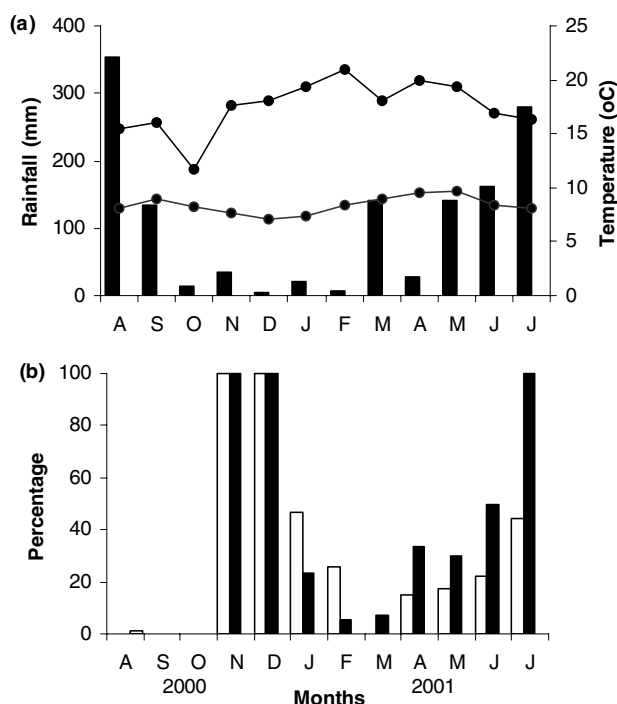 (a)
400
300
200
100
0
Rainfall (mm)
25
20
15
10
5
0
Temperature (oC)
A S O N D J F M A M J J
(b)
100
80
60
40
20
0
Percentage
A S O N D J F M A M J J
2000 2001
Months